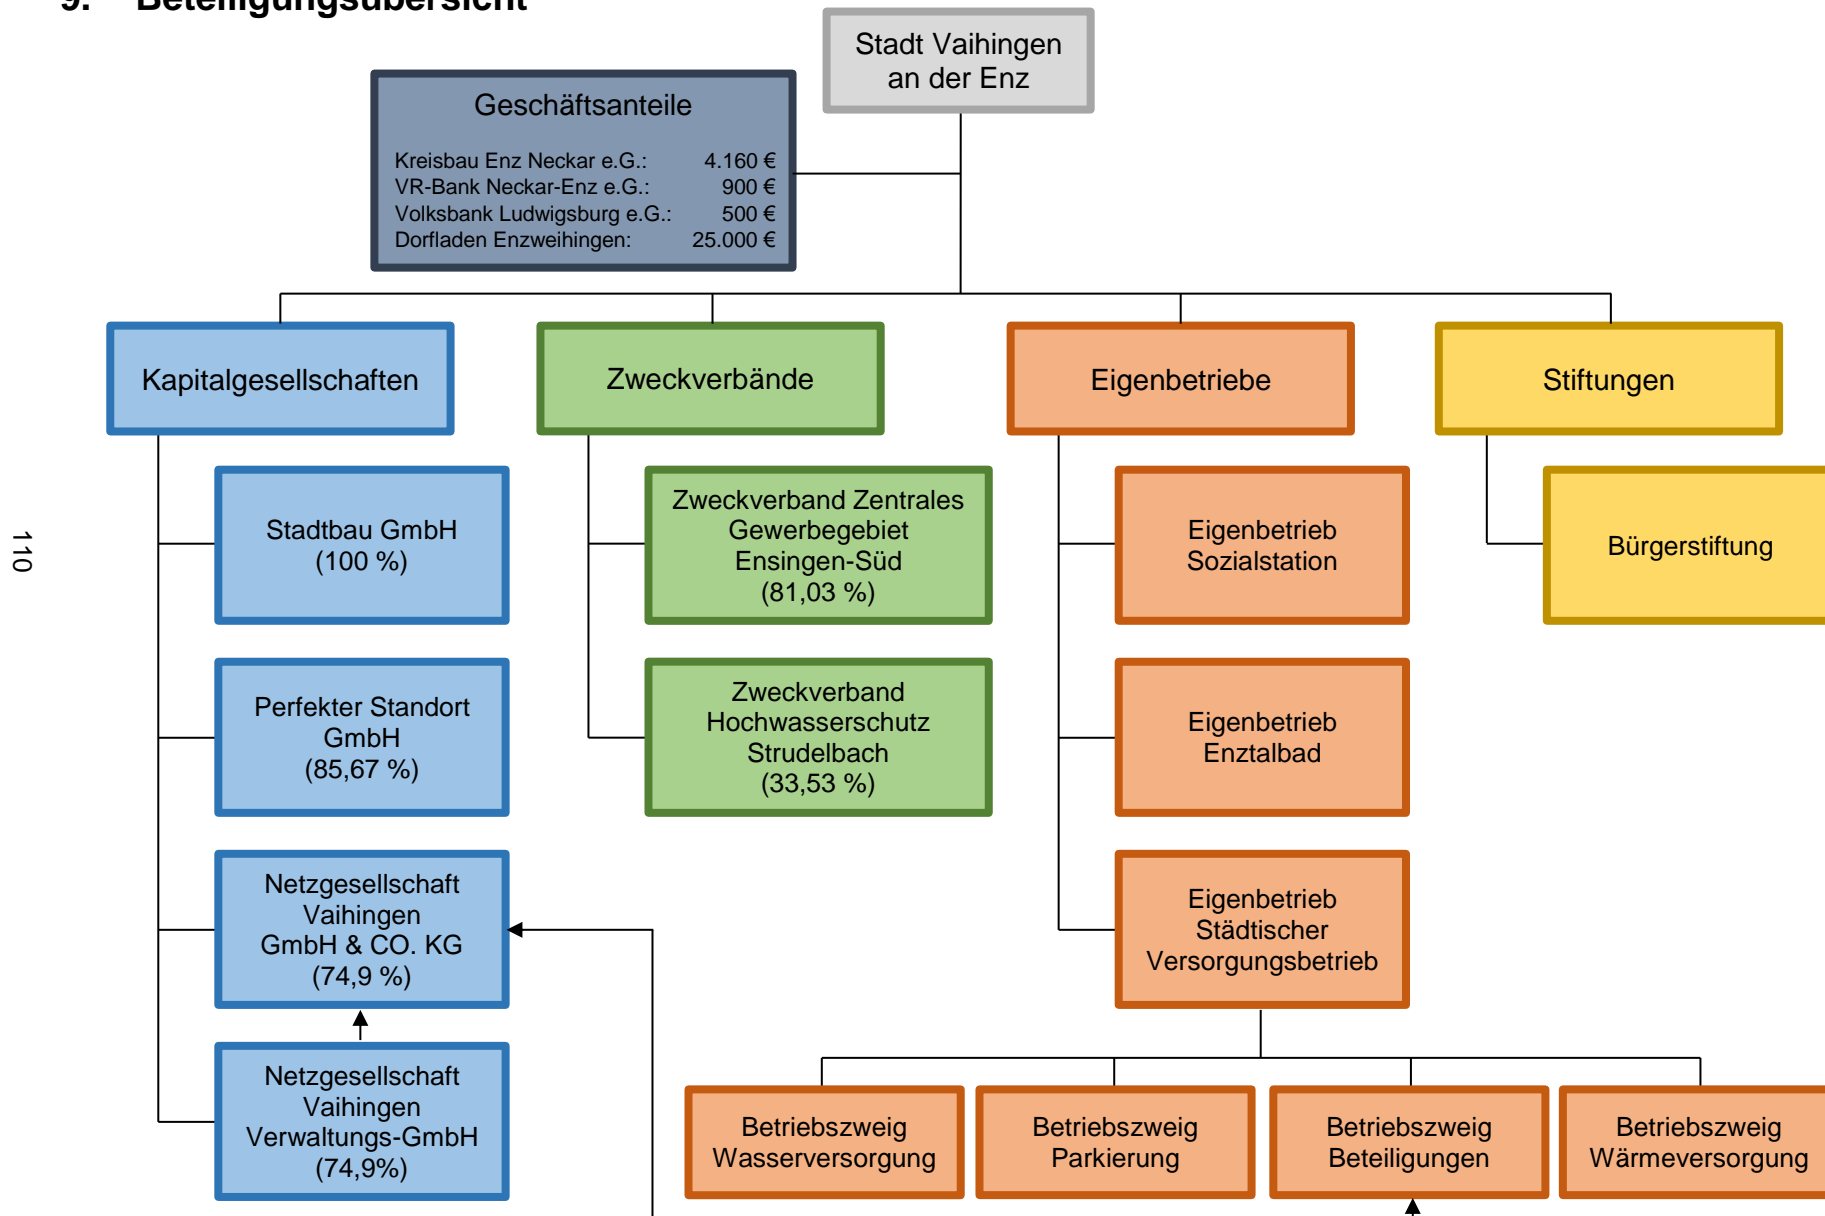 9. Beteiligungsübersicht
Stadt Vaihingen
an der Enz
Geschäftsanteile
Kreisbau Enz Neckar e.G.: 4.160 €
VR-Bank Neckar-Enz e.G.: 900 €
Volksbank Ludwigsburg e.G.: 500 €
Dorfladen Enzweihingen: 25.000 €
Kapitalgesellschaften
Zweckverbände
Eigenbetriebe
Stiftungen
Stadtbau GmbH
(100 %)
Zweckverband Zentrales
Gewerbegebiet
Ensingen-Süd
(81,03 %)
Eigenbetrieb
Sozialstation
Bürgerstiftung
110
Perfekter Standort
GmbH
(85,67 %)
Zweckverband
Hochwasserschutz
Strudelbach
(33,53 %)
Eigenbetrieb
Enztalbad
Netzgesellschaft
Vaihingen
GmbH & CO. KG
(74,9 %)
Eigenbetrieb
Städtischer
Versorgungsbetrieb
Netzgesellschaft
Vaihingen
Verwaltungs-GmbH
(74,9%)
Betriebszweig
Wasserversorgung
Betriebszweig
Parkierung
Betriebszweig
Beteiligungen
Betriebszweig
Wärmeversorgung